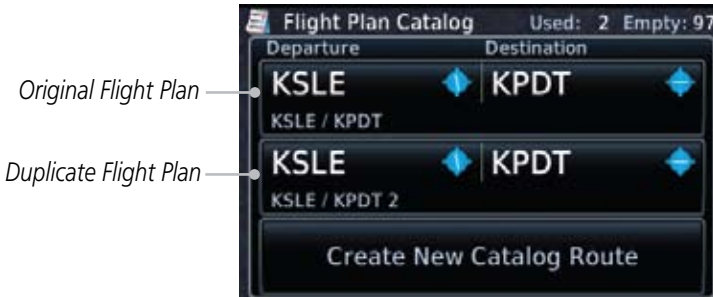 Flight Plan Catalog Used: 2 Empty: 97
Departure Destination
Original Flight Plan
KSLE KPDT
KSLE / KPDT
Duplicate Flight Plan
KSLE KPDT
KSLE / KPDT 2
Create New Catalog Route